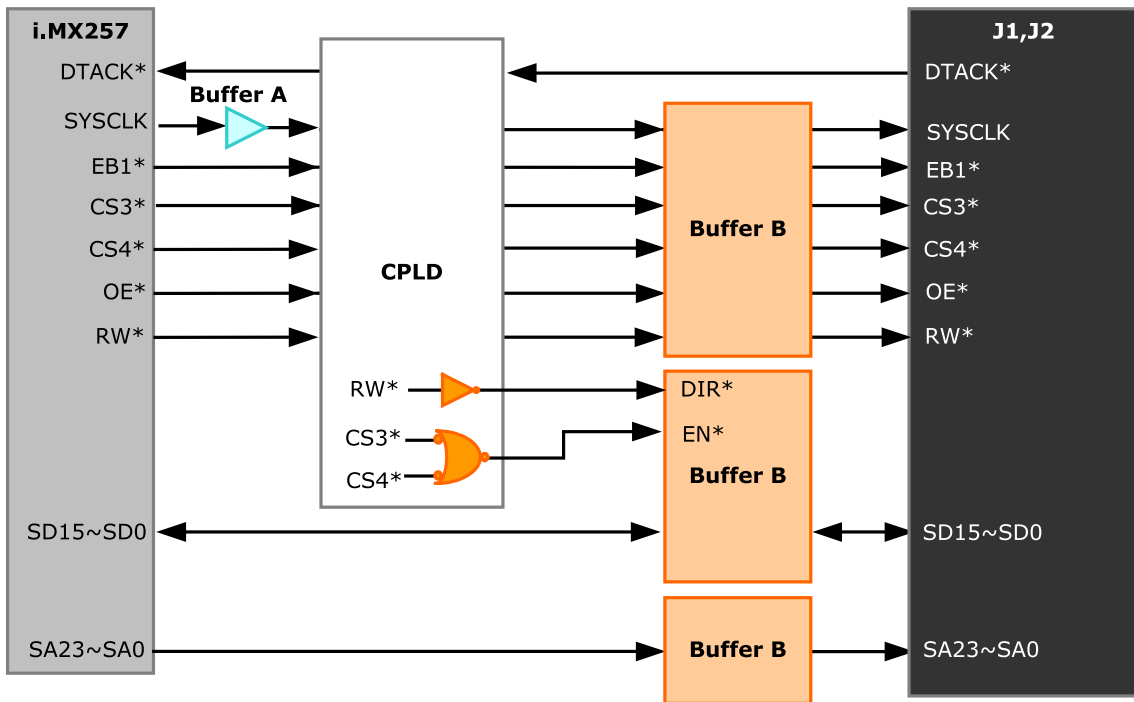 i.MX257
J1,J2
DTACK*
DTACK*
Buffer A
SYSCLK
SYSCLK
EB1*
EB1*
CS3*
CS3*
Buffer B
CS4*
CS4*
CPLD
OE*
OE*
RW*
RW*
RW*
DIR*
CS3*
EN*
CS4*
Buffer B
SD15~SD0
SD15~SD0
SA23~SA0
Buffer B
SA23~SA0